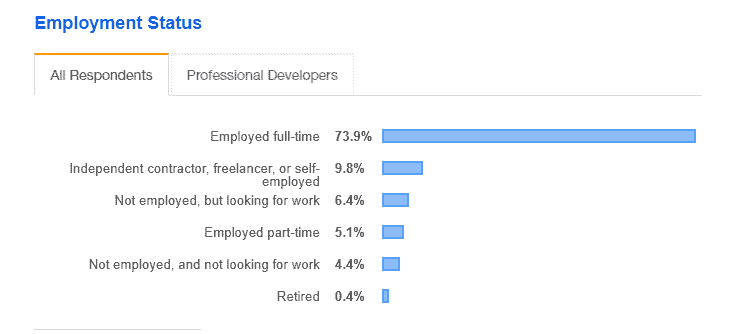 Employment Status
All Respondents
Professional Developers
Employed full-time 73.9%
Independent contractor, freelancer, or self- 9.8%
employed
Not employed, but looking for work 6.4%
Employed part-time 5.1%
Not employed, and not looking for work 4.4%
Retired 0.4%